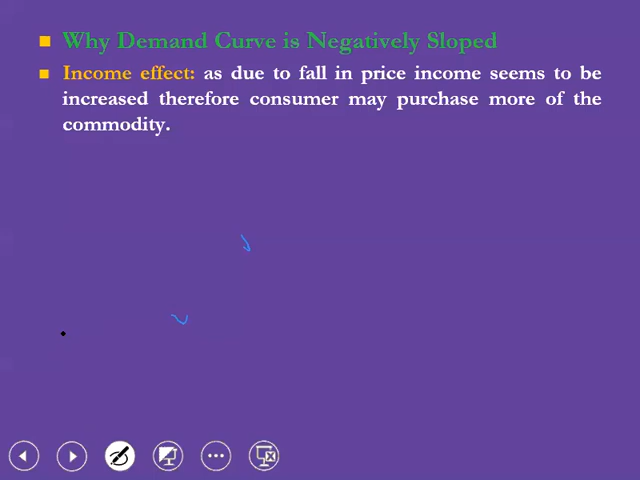 Why Demand Curve is Negatively Sloped
Income effect: as due to fall in price income seems to be
increased therefore consumer may purchase more of the
commodity.